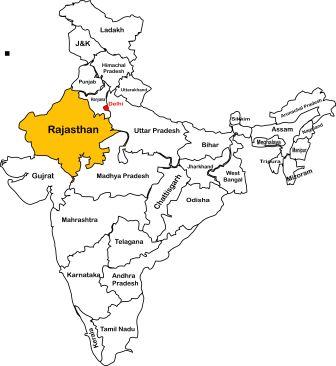 Ladakh
J&K
Himachal
Pradesh
Punjab
Uttarakhand
Haryana
Delhi
Rajasthan
Uttar Pradesh
Bihar
Sikkim
Arunachal Pradesh
Assam
Nagaland
Meghalaya
Manipur
Tripura
Mizoram
Gujrat
Madhya Pradesh
Jharkhand
West
Bangal
Chattisgarh
Odisha
Mahrashtra
Telagana
Karnataka
Andhra
Pradesh
Kerala
Tamil Nadu